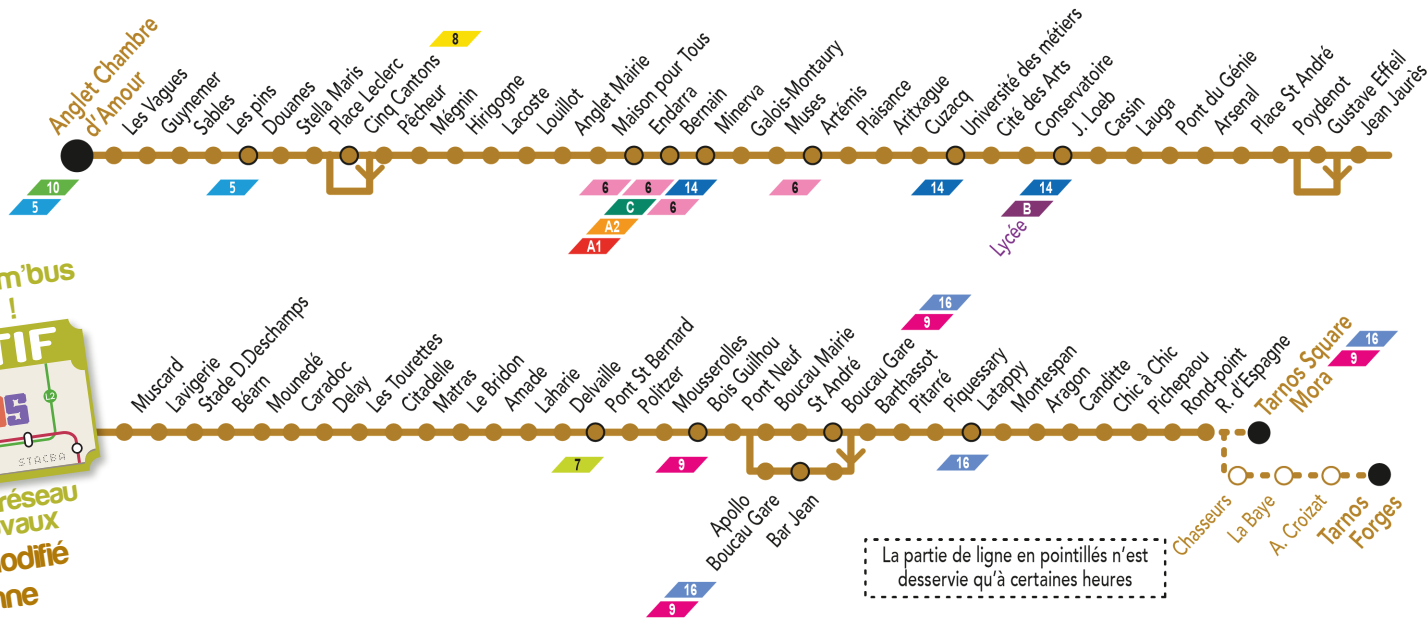 Anglet Chambre
d'Amour
Les Vagues
Guynemer
Sables
Les pins
Douanes
Stella Maris
Place Leclerc
Cinq Cantons
8
Pêcheur
Mégnin
Hirigogne
Lacoste
Louillot
Anglet Mairie
Maison pour Tous
Endarra
Bernain
Minerva
Galois-Montaury
Muses
Artémis
Plaisance
Aritxague
Cuzacq
Université des métiers
Cité des Arts
Conservatoire
J. Loeb
Cassin
Lauga
Pont du Génie
Arsenal
Place St André
Poydenot
Gustave Effeil
Jean Jaurès
10
5
5
6
6
14
C
6
A2
A1
6
14
14
B
Lycée
m'bus
!
TIF
L2
STACBA
réseau
vaux
odifié
nne
Muscard
Lavigerie
Stade D.Deschamps
Béarn
Mounedé
Caradoc
Delay
Les Tourettes
Citadelle
Matras
Le Bridon
Amade
Laharie
Delvaille
Pont St Bernard
Politzer
Mousserolles
Bois Guilhou
Pont Neuf
Boucau Mairie
St André
Boucau Gare
16
9
Barthassot
Pitarré
Piquessary
Latappy
Montespan
Aragon
Canditte
Chic à Chic
Pichepaou
Rond-point
R. d'Espagne
Tarnos Square
Mora
16
9
7
9
16
Apollo
Boucau Gare
Bar Jean
16
9
Chasseurs
La Baye
A. Croizat
Tarnos
Forges
La partie de ligne en pointillés n'est
desservie qu'à certaines heures